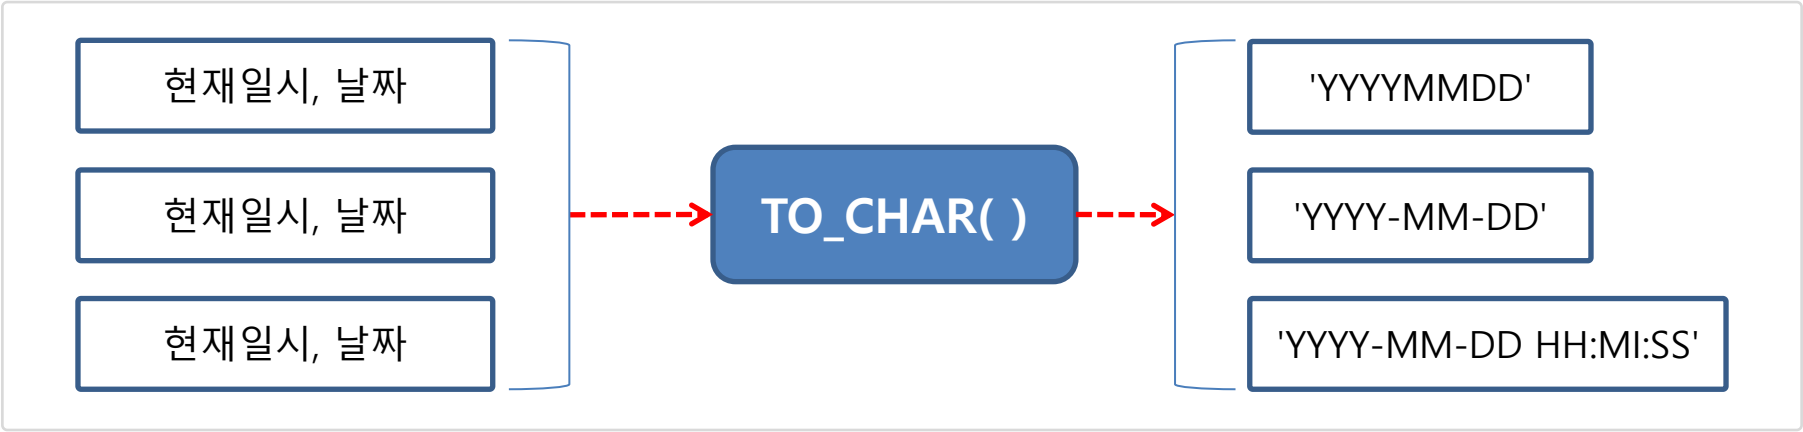 현재일시, 날짜
현재일시, 날짜
현재일시, 날짜
TO_CHAR( )
'YYYYMMDD'
'YYYY-MM-DD'
'YYYY-MM-DD HH:MI:SS'